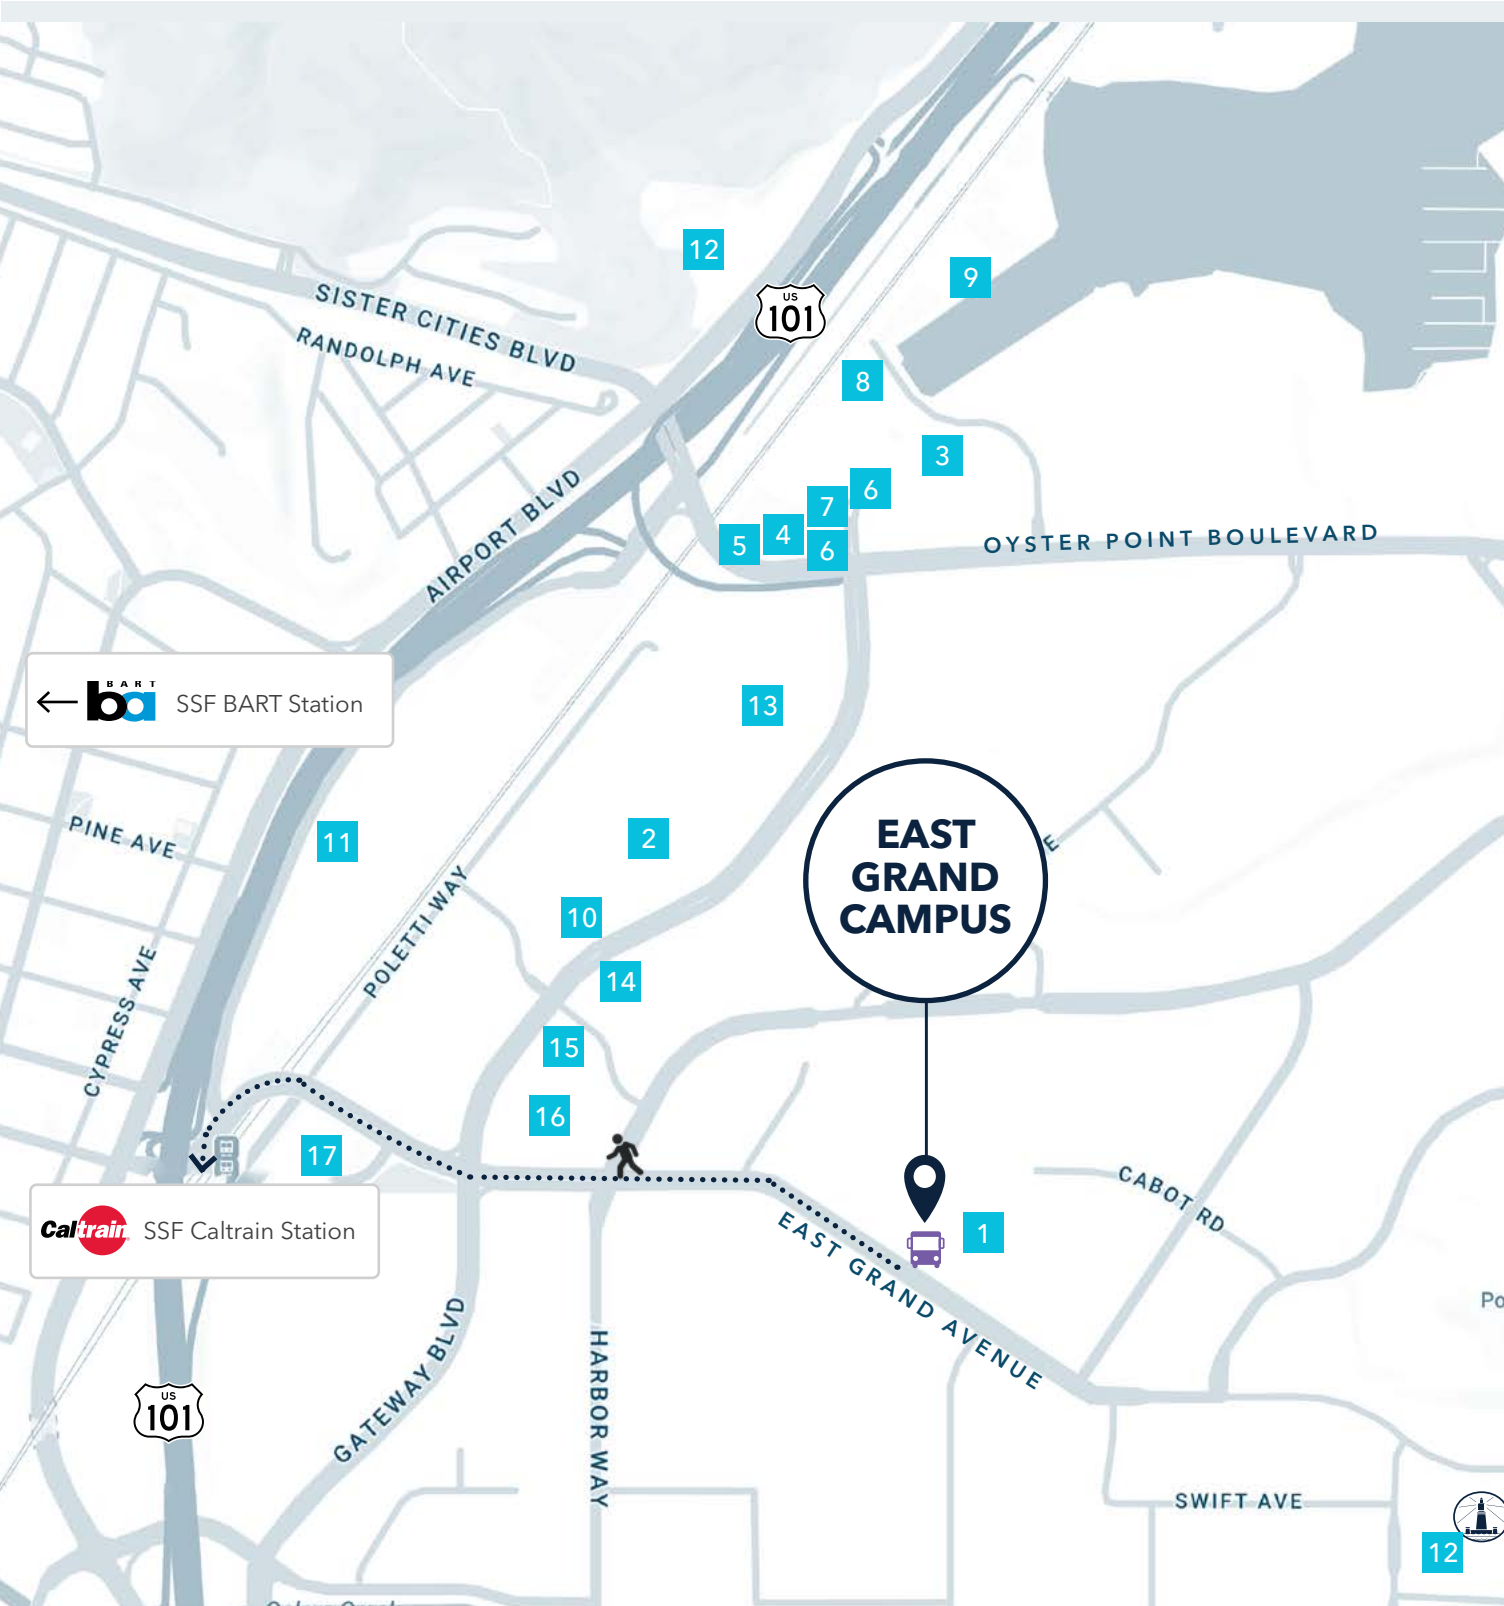 12
9
US
101
SISTER CITIES BLVD
RANDOLPH AVE
8
3
6
7
4
5
6
AIRPORT BLVD
OYSTER POINT BOULEVARD
BART
ba
SSF BART Station
13
PINE AVE
11
2
EAST
GRAND
CAMPUS
E
POLETTI WAY
10
14
CYPRESS AVE
15
16
17
CABOT RD
Caltrain
SSF Caltrain Station
1
EAST GRAND AVENUE
Po
GATEWAY BLVD
HARBOR WAY
US
101
SWIFT AVE
12